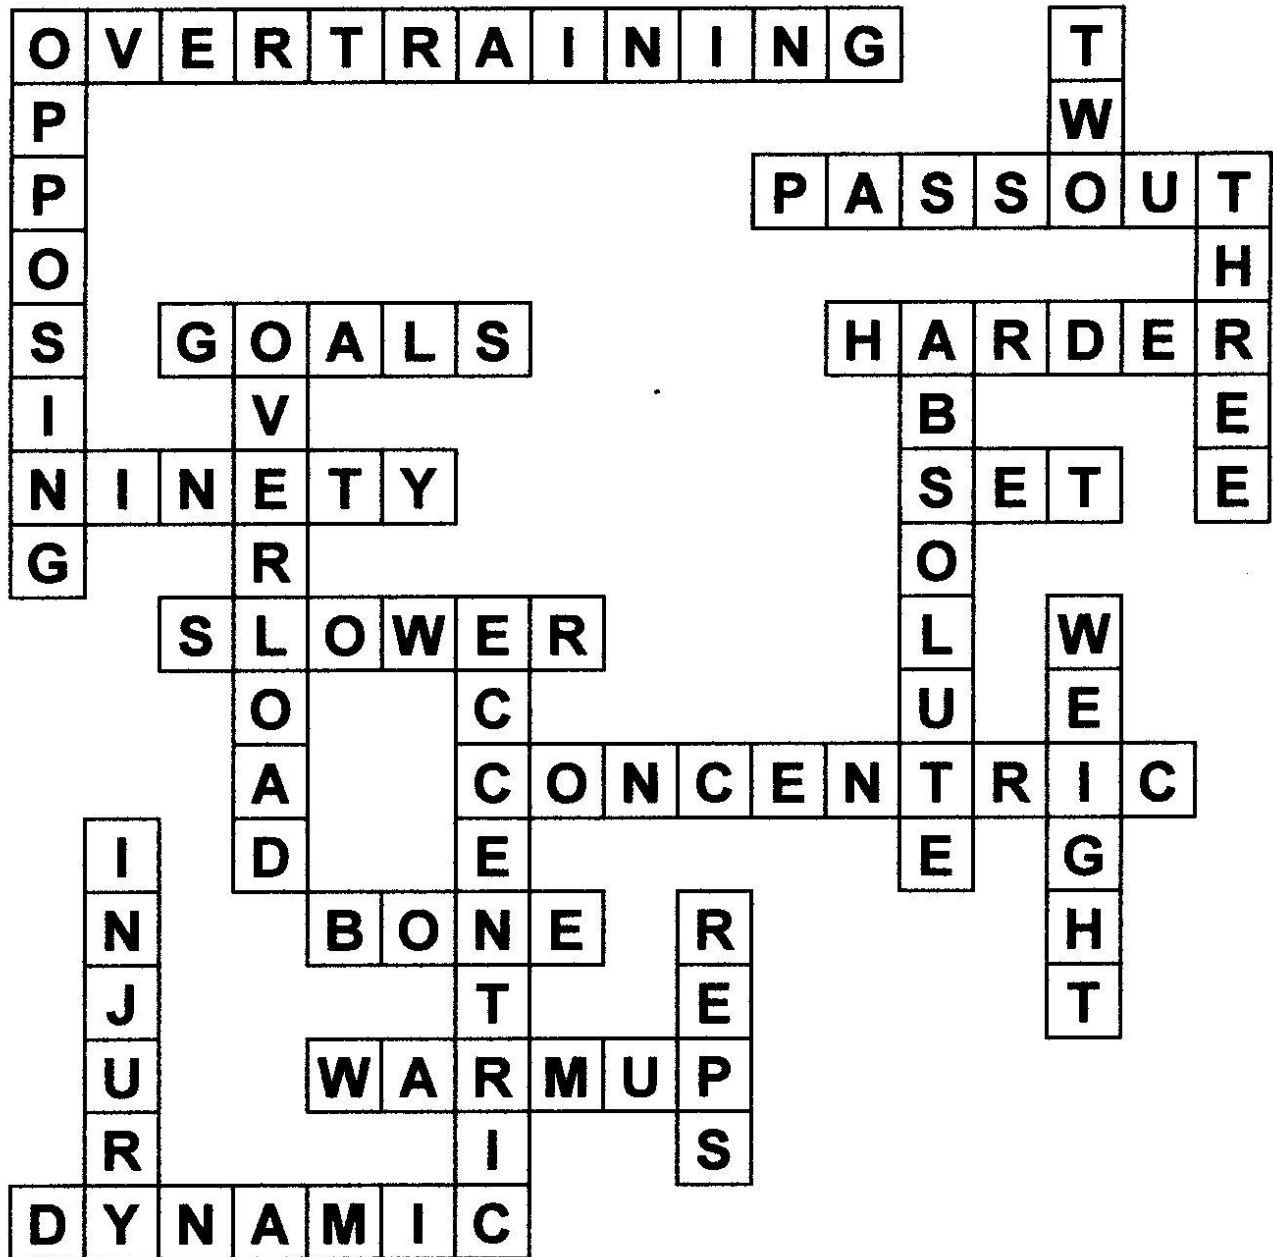 OVERTRAINING T
P W
P PASSOUT
O H
S GOALS HARDER
I V B E
NINETY SET E
G R O
SLOWER L W
O C U E
A CONCENTRIC
I D E E G
N BONE R H
J T E T
U WARMUP
R I S
DYNAMIC